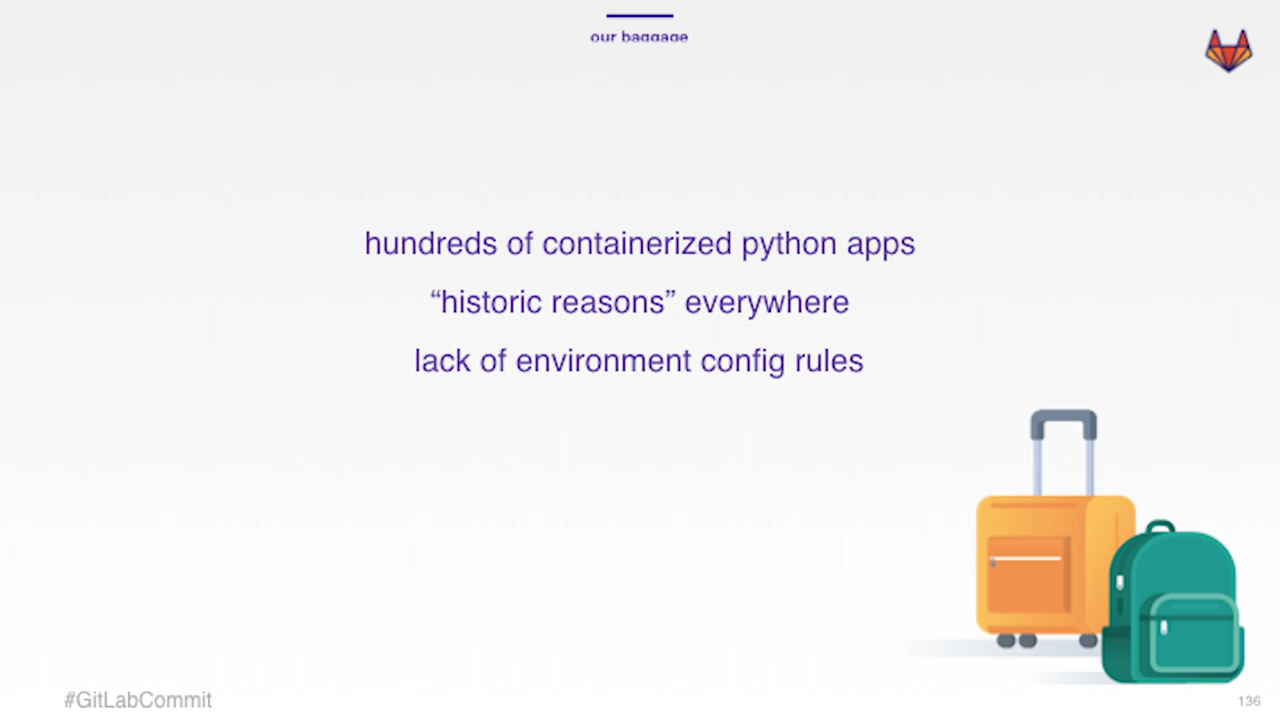 our baggage
hundreds of containerized python apps
“historic reasons” everywhere
lack of environment config rules
#GitLabCommit
136